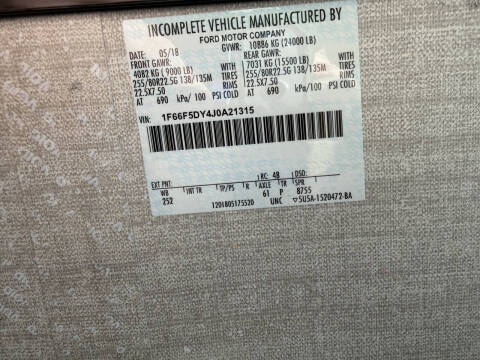 INCOMPLETE VEHICLE MANUFACTURED BY
FORD MOTOR COMPANY
DATE: 05/18 GVWR: 10886 KG (24000 LB)
FRONT GAWR: REAR GAWR:
4082 KG ( 9000 LB) WITH 7031 KG (15500 LB) WITH
255/80R22.5G 138/135M TIRES 255/80R22.5G 138/135M TIRES
22.5X7.50 RIMS 22.5X7.50 RIMS
AT 690 kPa/ 100 PSI COLD AT 690 kPa/ 100 PSI COLD
VIN: 1F66F5DY4J0A21315
EXT PNT: RC: 48 DSO:
WB INT TR TP/PS R AXLE TR SPR
252 61 P 8755
1201805175520 UNC ▽5U5A-1520472-BA